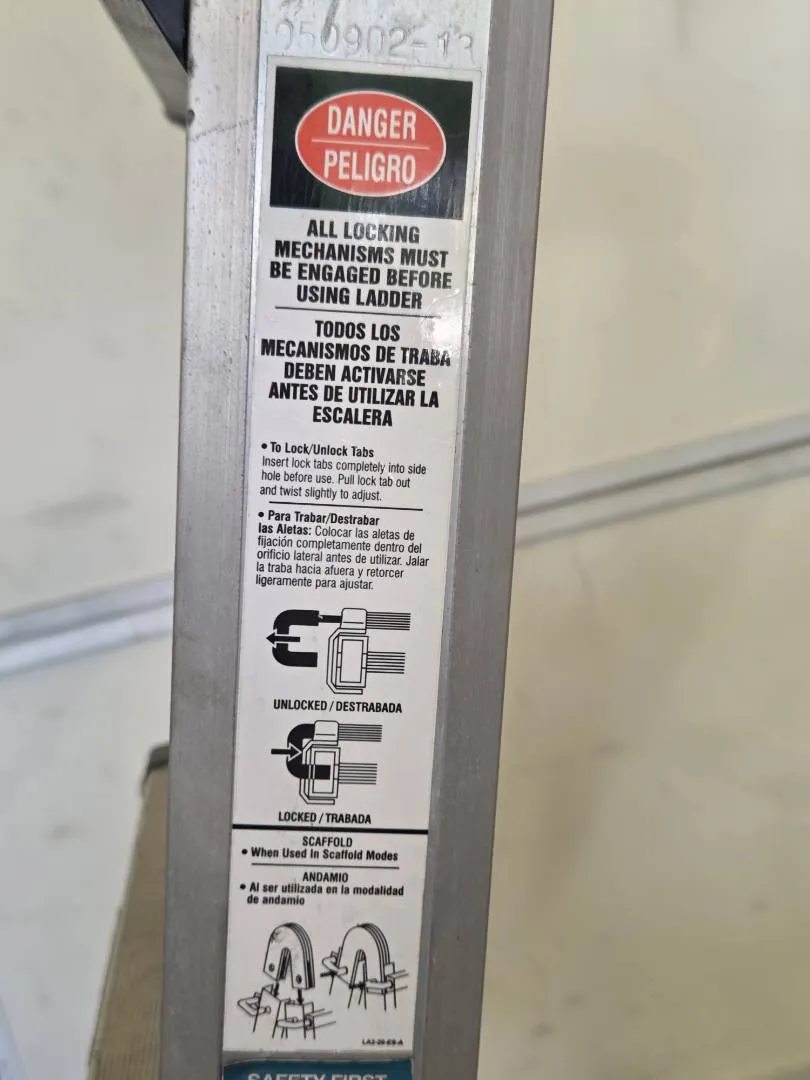 050902-13
DANGER
PELIGRO
ALL LOCKING
MECHANISMS MUST
BE ENGAGED BEFORE
USING LADDER
TODOS LOS
MECANISMOS DE TRABA
DEBEN ACTIVARSE
ANTES DE UTILIZAR LA
ESCALERA
• To Lock/Unlock Tabs
Insert lock tabs completely into side
hole before use. Pull lock tab out
and twist slightly to adjust.
• Para Trabar/Destrabar
las Aletas: Colocar las aletas de
fijación completamente dentro del
orificio lateral antes de utilizar. Jalar
la traba hacia afuera y retorcer
ligeramente para ajustar.
UNLOCKED / DESTRABADA
LOCKED / TRABADA
SCAFFOLD
• When Used In Scaffold Modes
ANDAMIO
• Al ser utilizada en la modalidad
de andamio
SAFETY FIRST